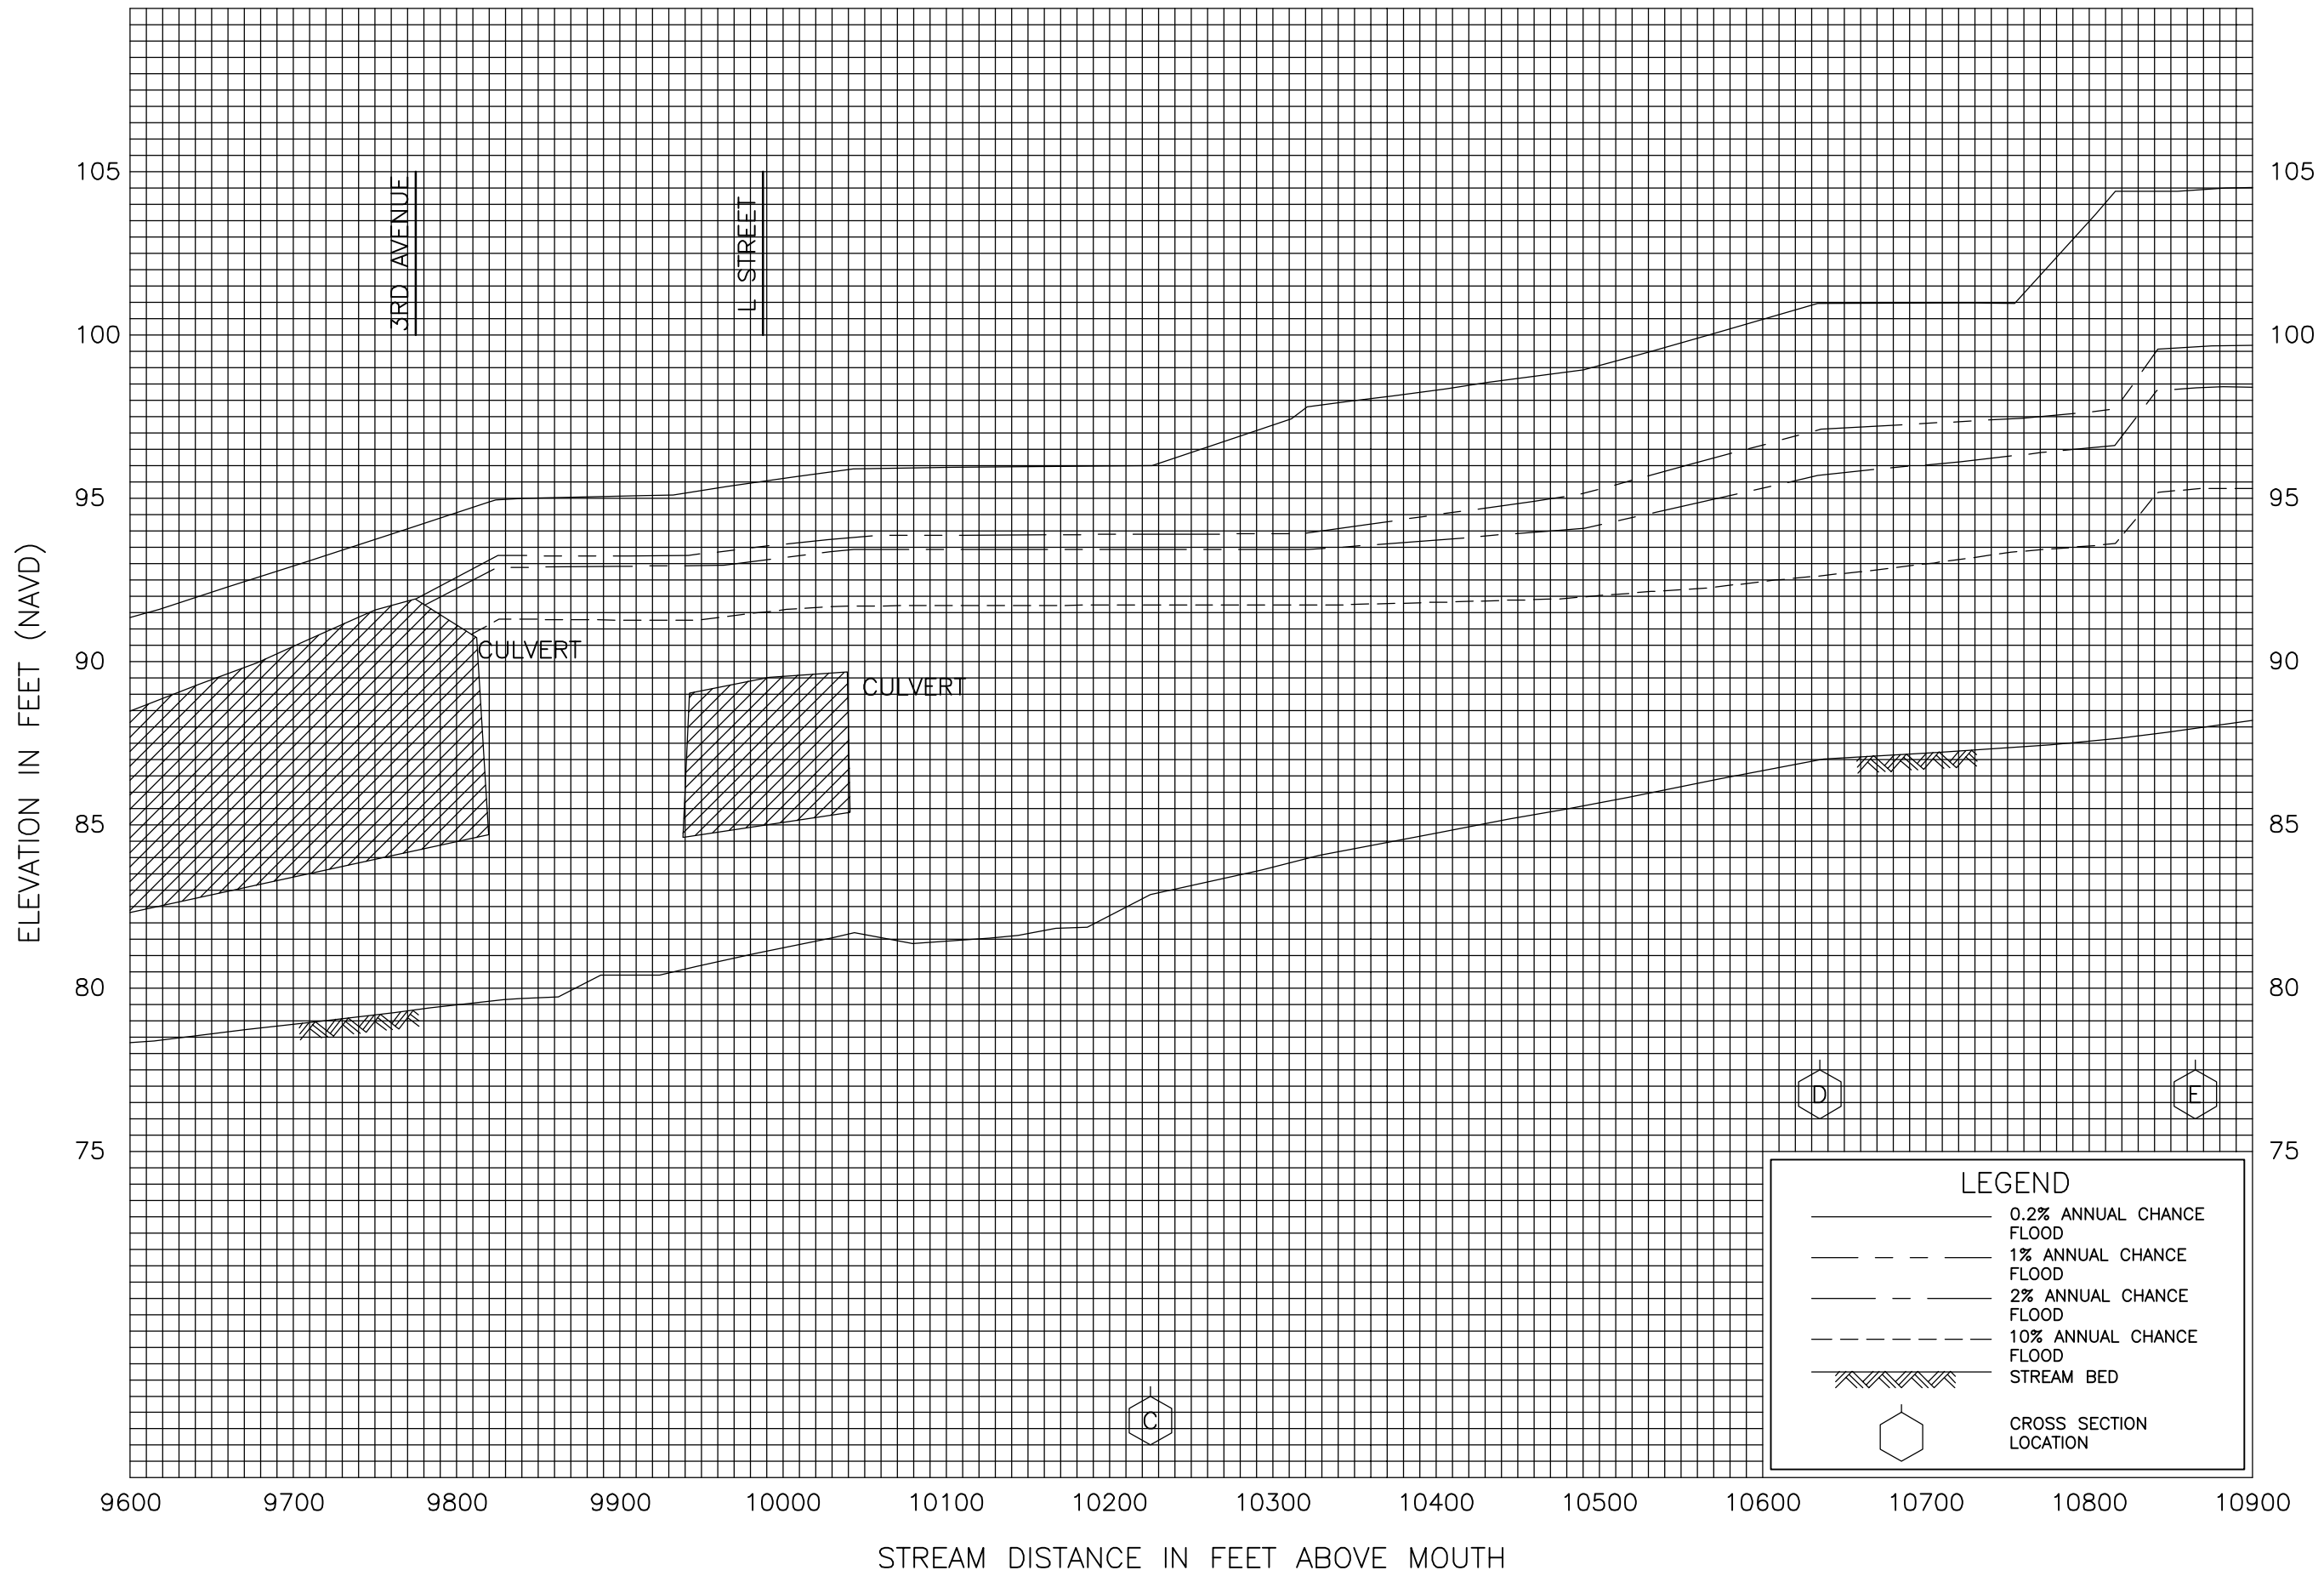 105
105
3RD AVENUE
L STREET
100
100
95
95
ELEVATION IN FEET (NAVD)
CULVERT
90
90
CULVERT
85
85
80
80
D
E
75
75
LEGEND
0.2% ANNUAL CHANCE
FLOOD
1% ANNUAL CHANCE
FLOOD
2% ANNUAL CHANCE
FLOOD
10% ANNUAL CHANCE
FLOOD
STREAM BED
C
CROSS SECTION
LOCATION
9600 9700 9800 9900 10000 10100 10200 10300 10400 10500 10600 10700 10800 10900
STREAM DISTANCE IN FEET ABOVE MOUTH